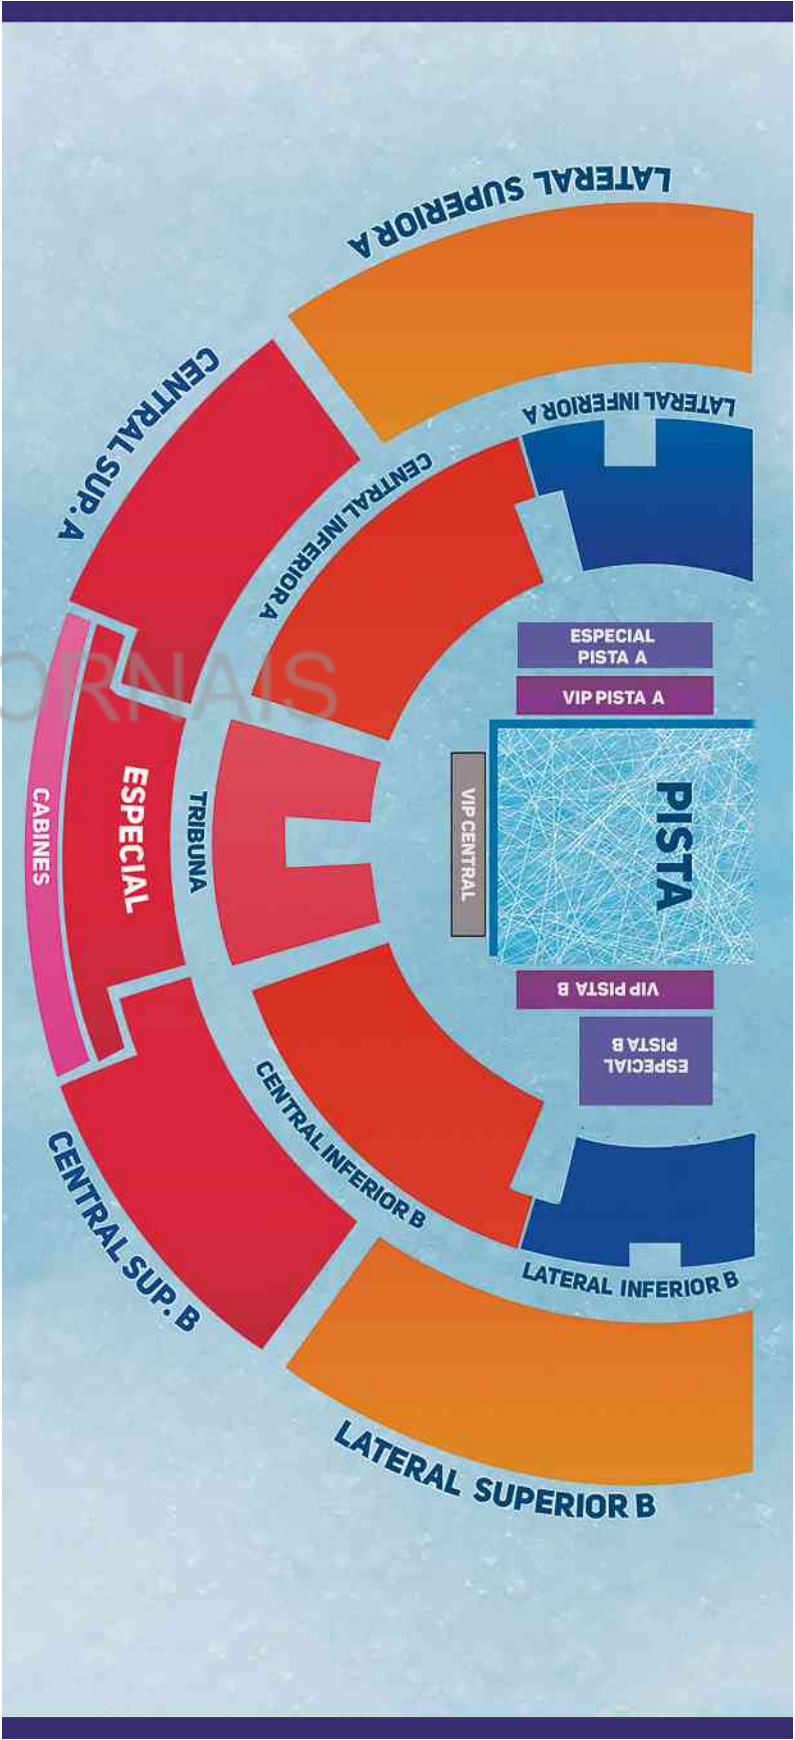 LATERAL SUPERIOR A
CENTRAL SUP. A
LATERAL INFERIOR A
CENTRAL INFERIOR A
ESPECIAL
PISTA A
VIP PISTA A
ORNAIS
PISTA
VIP CENTRAL
TRIBUNA
ESPECIAL
CABINES
VIP PISTA B
ESPECIAL
PISTA B
CENTRAL INFERIOR B
CENTRAL SUP. B
LATERAL INFERIOR B
LATERAL SUPERIOR B